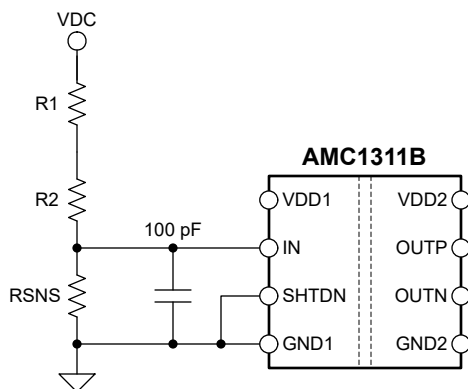 VDC
R1
R2
RSNS
100 pF
AMC1311B
VDD1
IN
SHTDN
GND1
VDD2
OUTP
OUTN
GND2